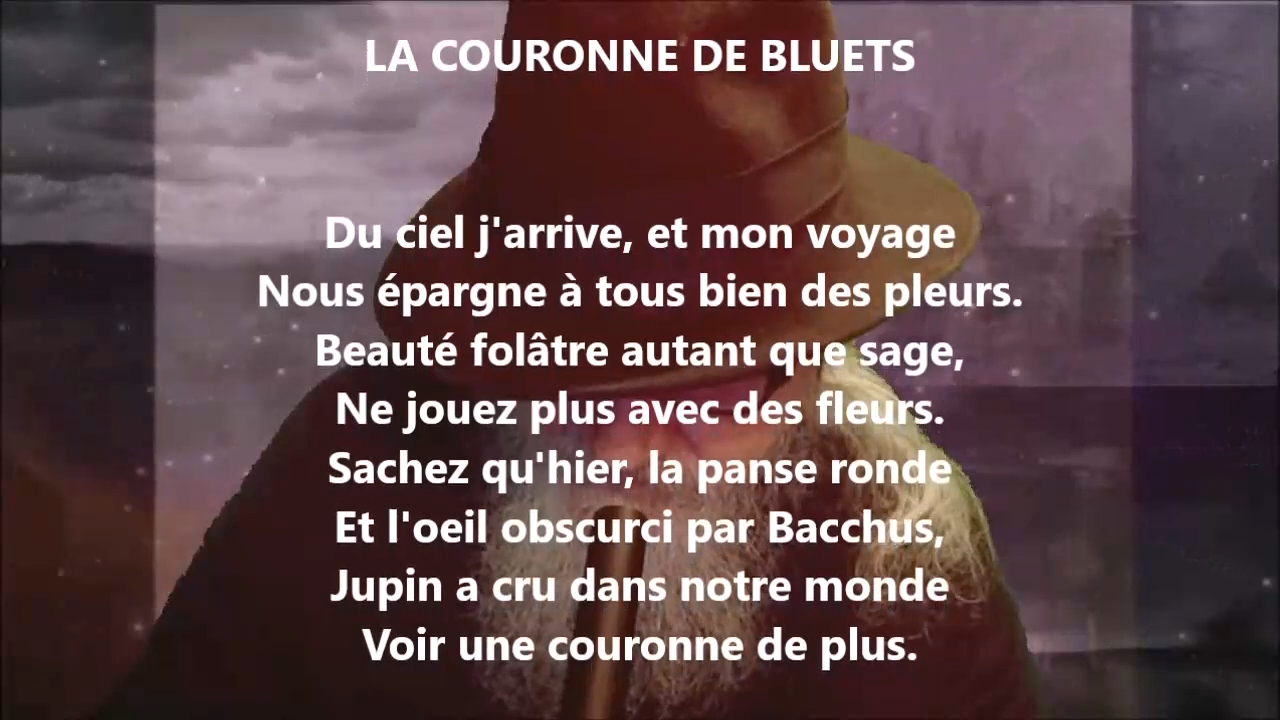 LA COURONNE DE BLUETS
Du ciel j'arrive, et mon voyage
Nous épargne à tous bien des pleurs.
Beauté folâtre autant que sage,
Ne jouez plus avec des fleurs.
Sachez qu'hier, la panse ronde
Et l'oeil obscurci par Bacchus,
Jupin a cru dans notre monde
Voir une couronne de plus.